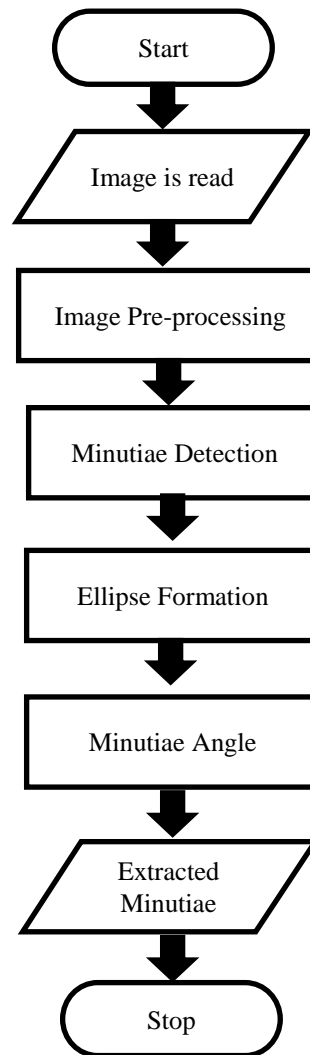 Start
Image is read
Image Pre-processing
Minutiae Detection
Ellipse Formation
Minutiae Angle
Extracted
Minutiae
Stop